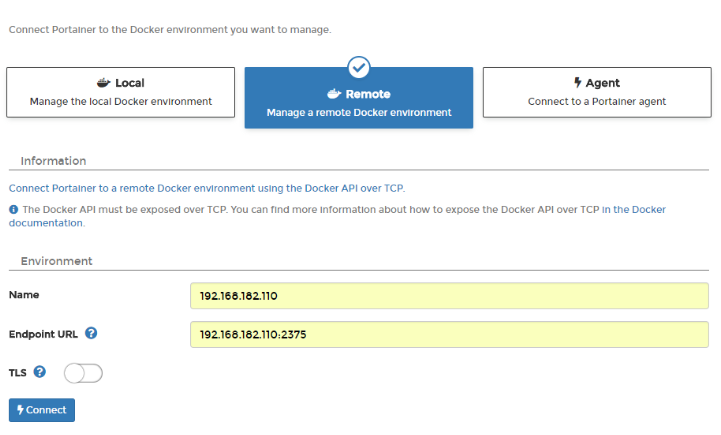 Connect Portainer to the Docker environment you want to manage.
Local
Manage the local Docker environment
Remote
Manage a remote Docker environment
Agent
Connect to a Portainer agent
Information
Connect Portainer to a remote Docker environment using the Docker API over TCP.
The Docker API must be exposed over TCP. You can find more information about how to expose the Docker API over TCP in the Docker
documentation.
Environment
Name
192.168.182.110
Endpoint URL
192.168.182.110:2375
TLS
Connect